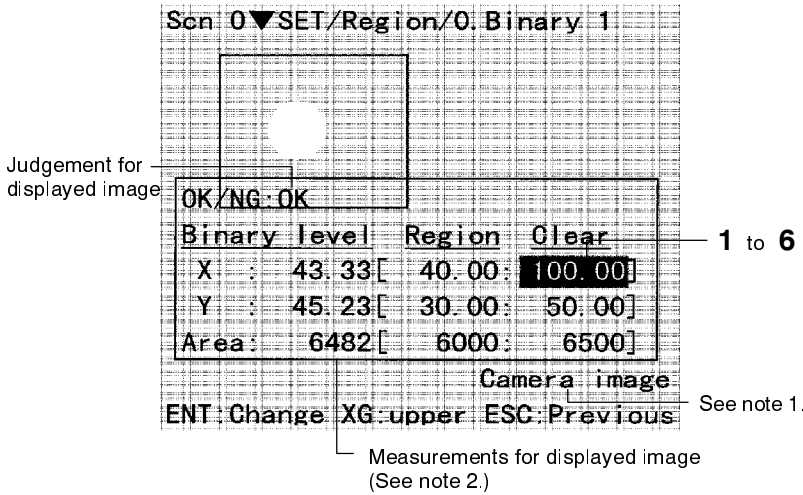 Scn 0▼SET/Region/0. Binary 1
Judgement for
displayed image
OK/NG:OK
Binary level Region Clear
1 to 6
X : 43.33[ 40.00: 100.00]
Y : 45.23[ 30.00: 50.00]
Area: 6482[ 6000: 6500]
Camera image
See note 1.
ENT:Change XG:upper ESC:Previous
Measurements for displayed image
(See note 2.)